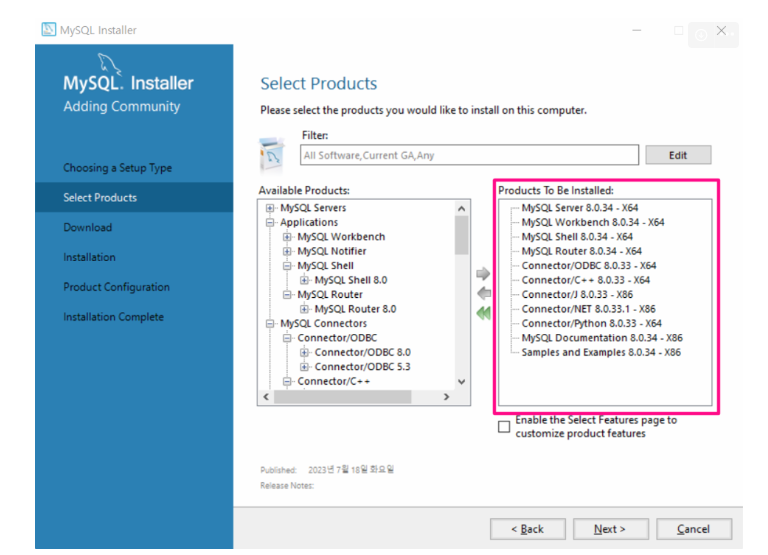 MySQL Installer
MySQL. Installer
Adding Community
Choosing a Setup Type
Select Products
Download
Installation
Product Configuration
Installation Complete
Select Products
Please select the products you would like to install on this computer.
Filter:
All Software,Current GA,Any
Edit
Available Products:
MySQL Servers
Applications
MySQL Workbench
MySQL Notifier
MySQL Shell
MySQL Shell 8.0
MySQL Router
MySQL Router 8.0
MySQL Connectors
Connector/ODBC
Connector/ODBC 8.0
Connector/ODBC 5.3
Connector/C++
Products To Be Installed:
MySQL Server 8.0.34 - X64
MySQL Workbench 8.0.34 - X64
MySQL Shell 8.0.34 - X64
MySQL Router 8.0.34 - X64
Connector/ODBC 8.0.33 - X64
Connector/C++ 8.0.33 - X64
Connector/J 8.0.33 - X86
Connector/NET 8.0.33.1 - X86
Connector/Python 8.0.33 - X64
MySQL Documentation 8.0.34 - X86
Samples and Examples 8.0.34 - X86
Enable the Select Features page to
customize product features
Published: 2023년 7월 18일 화요일
Release Notes:
< Back
Next >
Cancel